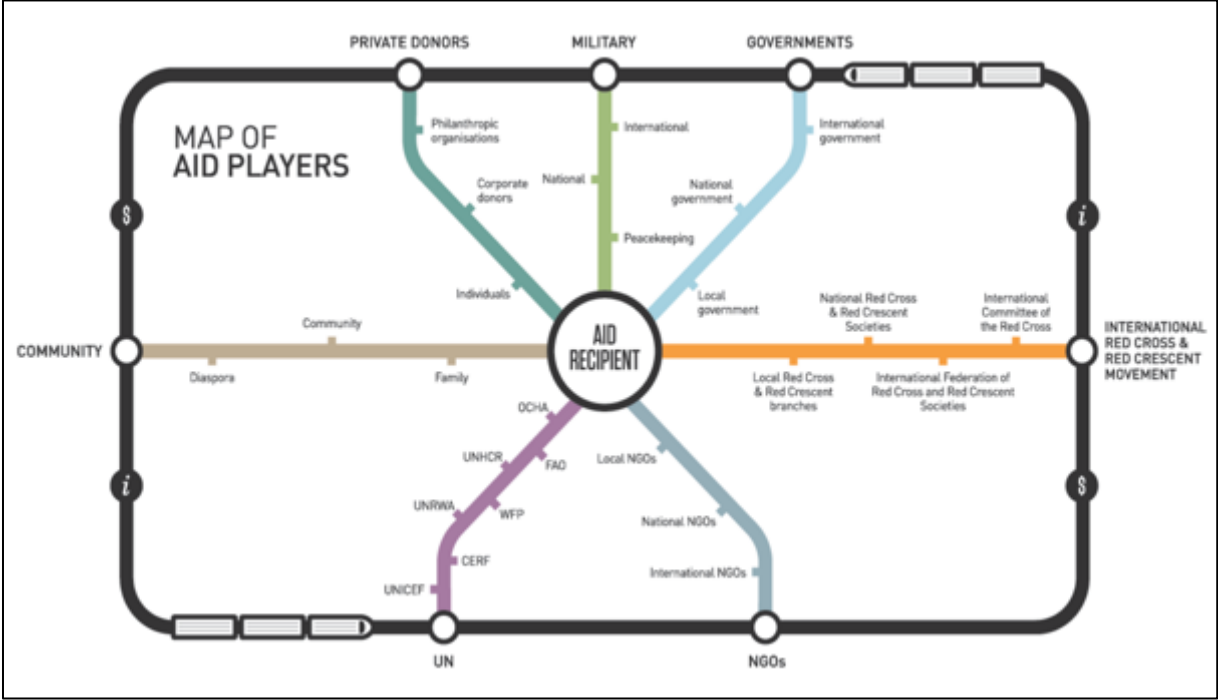 PRIVATE DONORS
MILITARY
GOVERNMENTS
MAP OF
AID PLAYERS
Philanthropic
organisations
Corporate
donors
Individuals
International
National
Peacekeeping
International
government
National
government
Local
government
$
i
COMMUNITY
Community
Diaspora
Family
AID
RECIPIENT
National Red Cross
& Red Crescent
Societies
International
Committee of
the Red Cross
Local Red Cross
& Red Crescent
branches
International Federation of
Red Cross and Red Crescent
Societies
INTERNATIONAL
RED CROSS &
RED CRESCENT
MOVEMENT
OCHA
UNHCR
FAO
UNRWA
WFP
CERF
UNICEF
Local NGOs
National NGOs
International NGOs
i
$
UN
NGOs